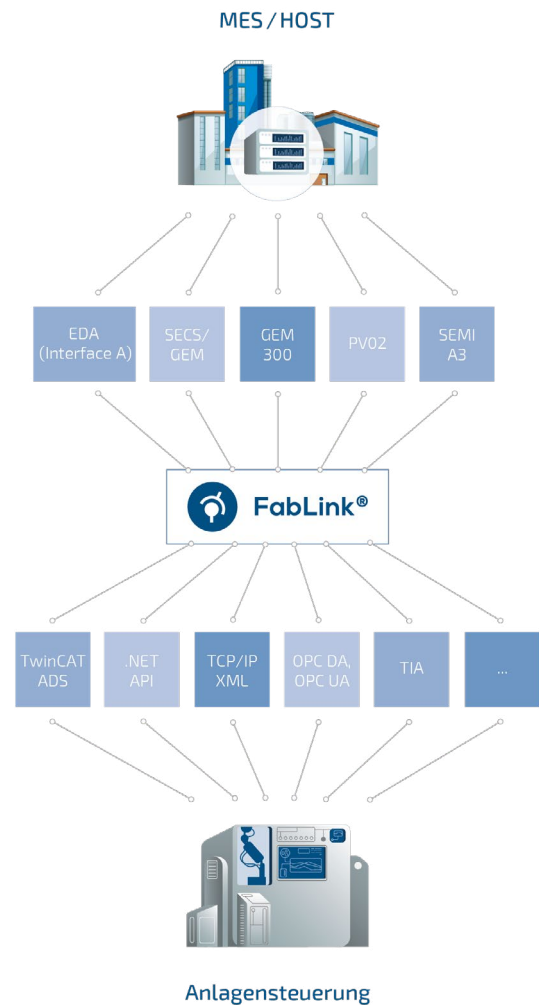 MES / HOST
EDA
(Interface A)
SECS/
GEM
GEM
300
PV02
SEMI
A3
FabLink®
TwinCAT
ADS
.NET
API
TCP/IP
XML
OPC DA,
OPC UA
TIA
...
Anlagensteuerung